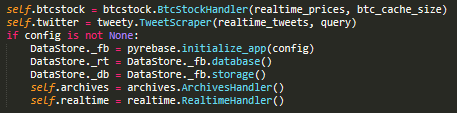 self.btcstock = btcstock.BtcStockHandler(realtime_prices, btc_cache_size)
self.twitter = tweety.TweetScraper(realtime_tweets, query)
if config is not None:
    DataStore._fb = pyrebase.initialize_app(config)
    DataStore._rt = DataStore._fb.database()
    DataStore._db = DataStore._fb.storage()
    self.archives = archives.ArchivesHandler()
    self.realtime = realtime.RealtimeHandler()